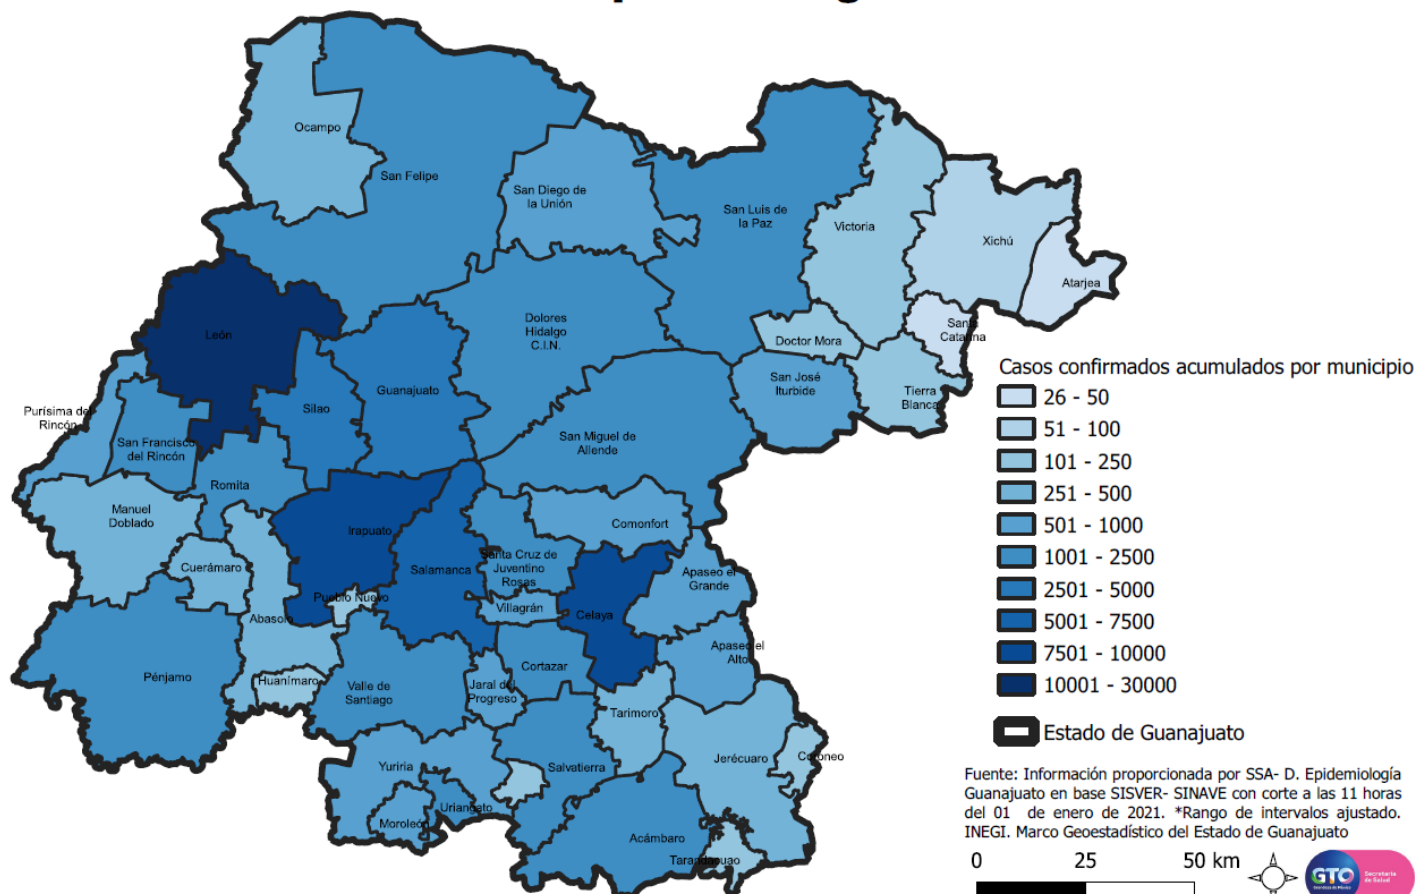 Ocampo
San Felipe
San Diego de
la Unión
San Luis de
la Paz
Victoria
Xichú
Atarjea
León
Dolores
Hidalgo
C.I.N.
Doctor Mora
Santa
Catarina
Guanajuato
Silao
San José
Iturbide
Tierra
Blanca
Purísima del
Rincón
San Francisco
del Rincón
San Miguel de
Allende
Romita
Manuel
Doblado
Irapuato
Comonfort
Salamanca
Santa Cruz de
Juventino
Rosas
Apaseo el
Grande
Cuerámaro
Pueblo Nuevo
Villagrán
Celaya
Abasolo
Apaseo el
Alto
Cortazar
Pénjamo
Huanímaro
Valle de
Santiago
Jaral del
Progreso
Tarimoro
Jerécuaro
Coroneo
Yuriria
Salvatierra
Uriangato
Moroleón
Acámbaro
Tarandacuao
Casos confirmados acumulados por municipio
26 - 50
51 - 100
101 - 250
251 - 500
501 - 1000
1001 - 2500
2501 - 5000
5001 - 7500
7501 - 10000
10001 - 30000
Estado de Guanajuato
Fuente: Información proporcionada por SSA- D. Epidemiología
Guanajuato en base SISVER- SINAVE con corte a las 11 horas
del 01 de enero de 2021. *Rango de intervalos ajustado.
INEGI. Marco Geoestadístico del Estado de Guanajuato
0 25 50 km
GTO
Secretaría
de Salud